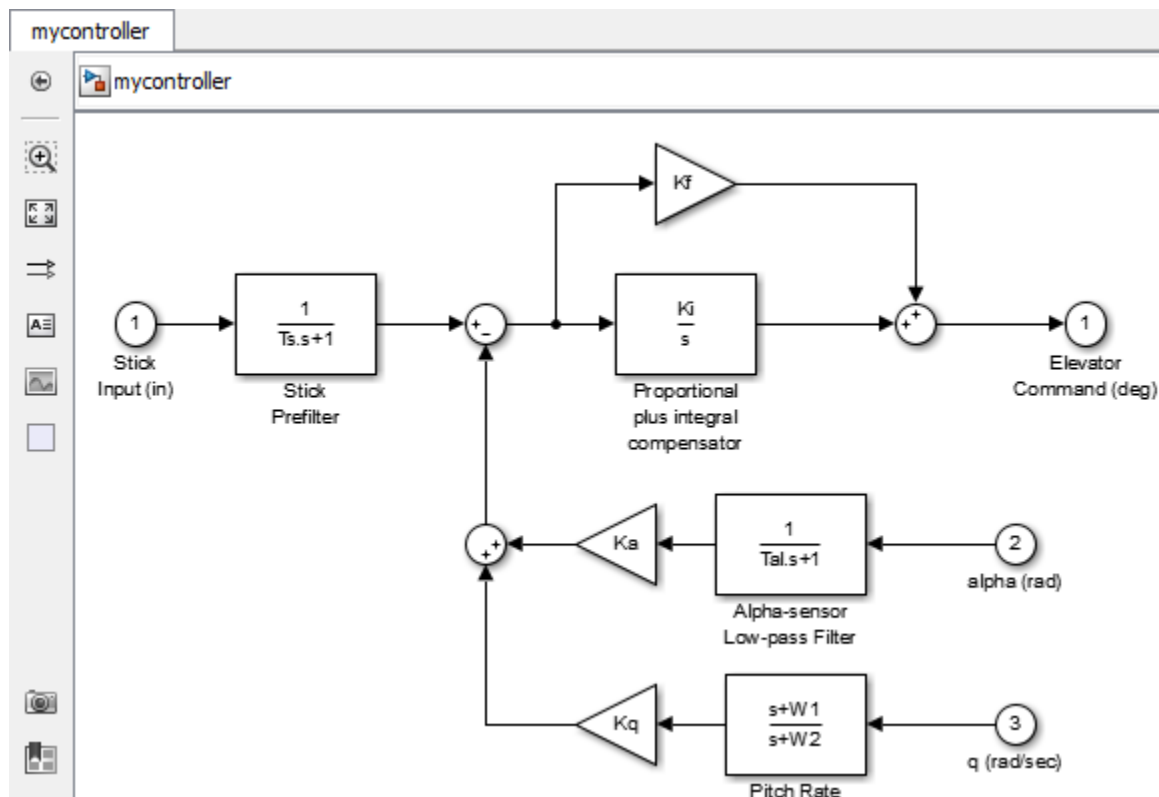 mycontroller
mycontroller
Kf
1
Stick
Input (in)
1
Ts.s+1
Stick
Prefilter
+
−
Ki
s
Proportional
plus integral
compensator
+
+
1
Elevator
Command (deg)
+
+
Ka
1
Tal.s+1
Alpha-sensor
Low-pass Filter
2
alpha (rad)
Kq
s+W1
s+W2
Pitch Rate
3
q (rad/sec)
A